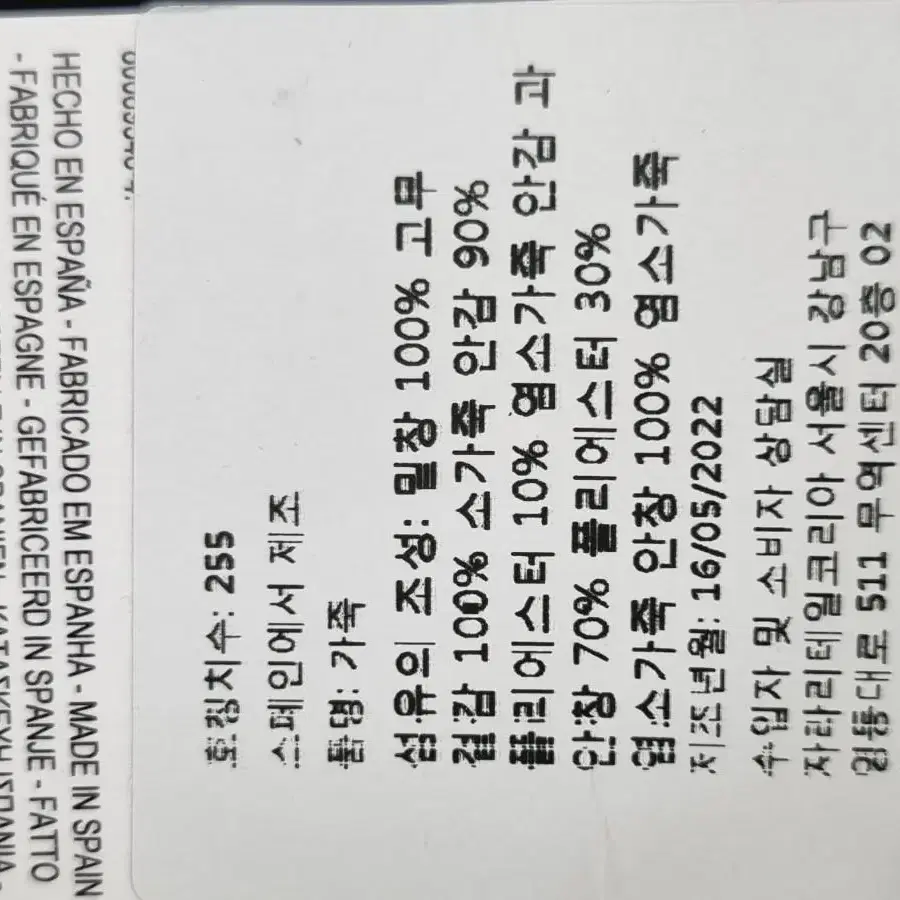 HECHO EN ESPAÑA - FABRICADO EM ESPANHA - MADE IN SPAIN
- FABRIQUÉ EN ESPAGNE - GEFABRICEERD IN SPANJE - FATTO
호칭치수: 255
스페인에서 제조
품명: 가죽
섬유의 조성: 밑창 100% 고무
겉감 100% 소가죽 안감 90%
폴리에스터 10% 염소가죽 안감 과
안창 70% 폴리에스터 30%
염소가죽 안창 100% 염소가죽
제조년월: 16/05/2022
수입자 및 소비자 상담실
자라리테일코리아 서울시 강남구
영동대로 511 무역센터 20층 02